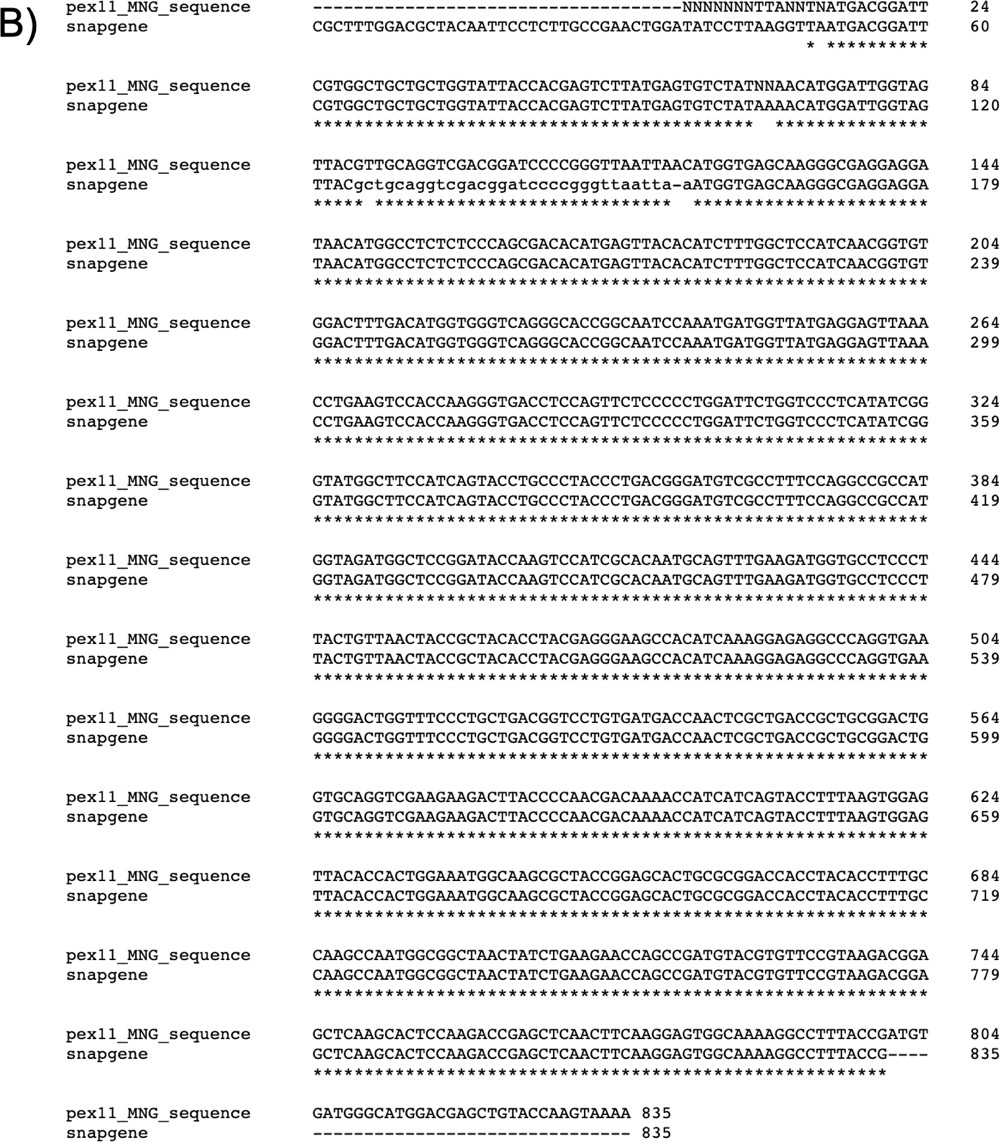 B)
pex11_MNG_sequence -------------------------------------NNNNNNNTTANNTNATGACGGATT 24
snapgene CGCTTTGGACGCTACAATTCCTCTTGCCGAACTGGATATCCTTAAGGTTAATGACGGATT 60
* **********
pex11_MNG_sequence CGTGGCTGCTGCTGGTATTACCACGAGTCTTATGAGTGTCTATNNAACATGGATTGGTAG 84
snapgene CGTGGCTGCTGCTGGTATTACCACGAGTCTTATGAGTGTCTATAAAACATGGATTGGTAG 120
******************************************* ***************
pex11_MNG_sequence TTACGTTGCAGGTCGACGGATCCCCGGGTTAATTAACATGGTGAGCAAGGGCGAGGAGGA 144
snapgene TTACgctgcaggtcgacggatccccgggttaatta-aATGGTGAGCAAGGGCGAGGAGGA 179
***** ***************************** ***********************
pex11_MNG_sequence TAACATGGCCTCTCTCCCAGCGACACATGAGTTACACATCTTTGGCTCCATCAACGGTGT 204
snapgene TAACATGGCCTCTCTCCCAGCGACACATGAGTTACACATCTTTGGCTCCATCAACGGTGT 239
************************************************************
pex11_MNG_sequence GGACTTTGACATGGTGGGTCAGGGCACCGGCAATCCAAATGATGGTTATGAGGAGTTAAA 264
snapgene GGACTTTGACATGGTGGGTCAGGGCACCGGCAATCCAAATGATGGTTATGAGGAGTTAAA 299
************************************************************
pex11_MNG_sequence CCTGAAGTCCACCAAGGGTGACCTCCAGTTCTCCCCCTGGATTCTGGTCCCTCATATCGG 324
snapgene CCTGAAGTCCACCAAGGGTGACCTCCAGTTCTCCCCCTGGATTCTGGTCCCTCATATCGG 359
************************************************************
pex11_MNG_sequence GTATGGCTTCCATCAGTACCTGCCCTACCCTGACGGGATGTCGCCTTTCCAGGCCGCCAT 384
snapgene GTATGGCTTCCATCAGTACCTGCCCTACCCTGACGGGATGTCGCCTTTCCAGGCCGCCAT 419
************************************************************
pex11_MNG_sequence GGTAGATGGCTCCGGATACCAAGTCCATCGCACAATGCAGTTTGAAGATGGTGCCTCCCT 444
snapgene GGTAGATGGCTCCGGATACCAAGTCCATCGCACAATGCAGTTTGAAGATGGTGCCTCCCT 479
************************************************************
pex11_MNG_sequence TACTGTTAACTACCGCTACACCTACGAGGGAAGCCACATCAAAGGAGAGGCCCAGGTGAA 504
snapgene TACTGTTAACTACCGCTACACCTACGAGGGAAGCCACATCAAAGGAGAGGCCCAGGTGAA 539
************************************************************
pex11_MNG_sequence GGGGACTGGTTTCCCTGCTGACGGTCCTGTGATGACCAACTCGCTGACCGCTGCGGACTG 564
snapgene GGGGACTGGTTTCCCTGCTGACGGTCCTGTGATGACCAACTCGCTGACCGCTGCGGACTG 599
************************************************************
pex11_MNG_sequence GTGCAGGTCGAAGAAGACTTACCCCAACGACAAAACCATCATCAGTACCTTTAAGTGGAG 624
snapgene GTGCAGGTCGAAGAAGACTTACCCCAACGACAAAACCATCATCAGTACCTTTAAGTGGAG 659
************************************************************
pex11_MNG_sequence TTACACCACTGGAAATGGCAAGCGCTACCGGAGCACTGCGCGGACCACCTACACCTTTGC 684
snapgene TTACACCACTGGAAATGGCAAGCGCTACCGGAGCACTGCGCGGACCACCTACACCTTTGC 719
************************************************************
pex11_MNG_sequence CAAGCCAATGGCGGCTAACTATCTGAAGAACCAGCCGATGTACGTGTTCCGTAAGACGGA 744
snapgene CAAGCCAATGGCGGCTAACTATCTGAAGAACCAGCCGATGTACGTGTTCCGTAAGACGGA 779
************************************************************
pex11_MNG_sequence GCTCAAGCACTCCAAGACCGAGCTCAACTTCAAGGAGTGGCAAAAGGCCTTTACCGATGT 804
snapgene GCTCAAGCACTCCAAGACCGAGCTCAACTTCAAGGAGTGGCAAAAGGCCTTTACCG---- 835
********************************************************
pex11_MNG_sequence GATGGGCATGGACGAGCTGTACCAAGTAAAA 835
snapgene ------------------------------- 835